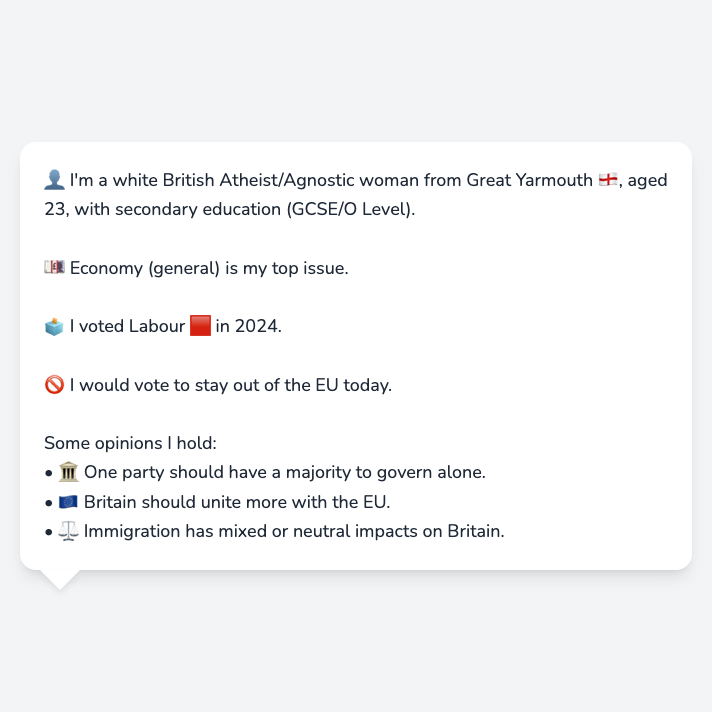 👤 I'm a white British Atheist/Agnostic woman from Great Yarmouth 🏴󠁧󠁢󠁥󠁮󠁧󠁿, aged
23, with secondary education (GCSE/O Level).
💷 Economy (general) is my top issue.
🗳️ I voted Labour 🟥 in 2024.
🚫 I would vote to stay out of the EU today.
Some opinions I hold:
• 🏛️ One party should have a majority to govern alone.
• 🇪🇺 Britain should unite more with the EU.
• ⚖️ Immigration has mixed or neutral impacts on Britain.